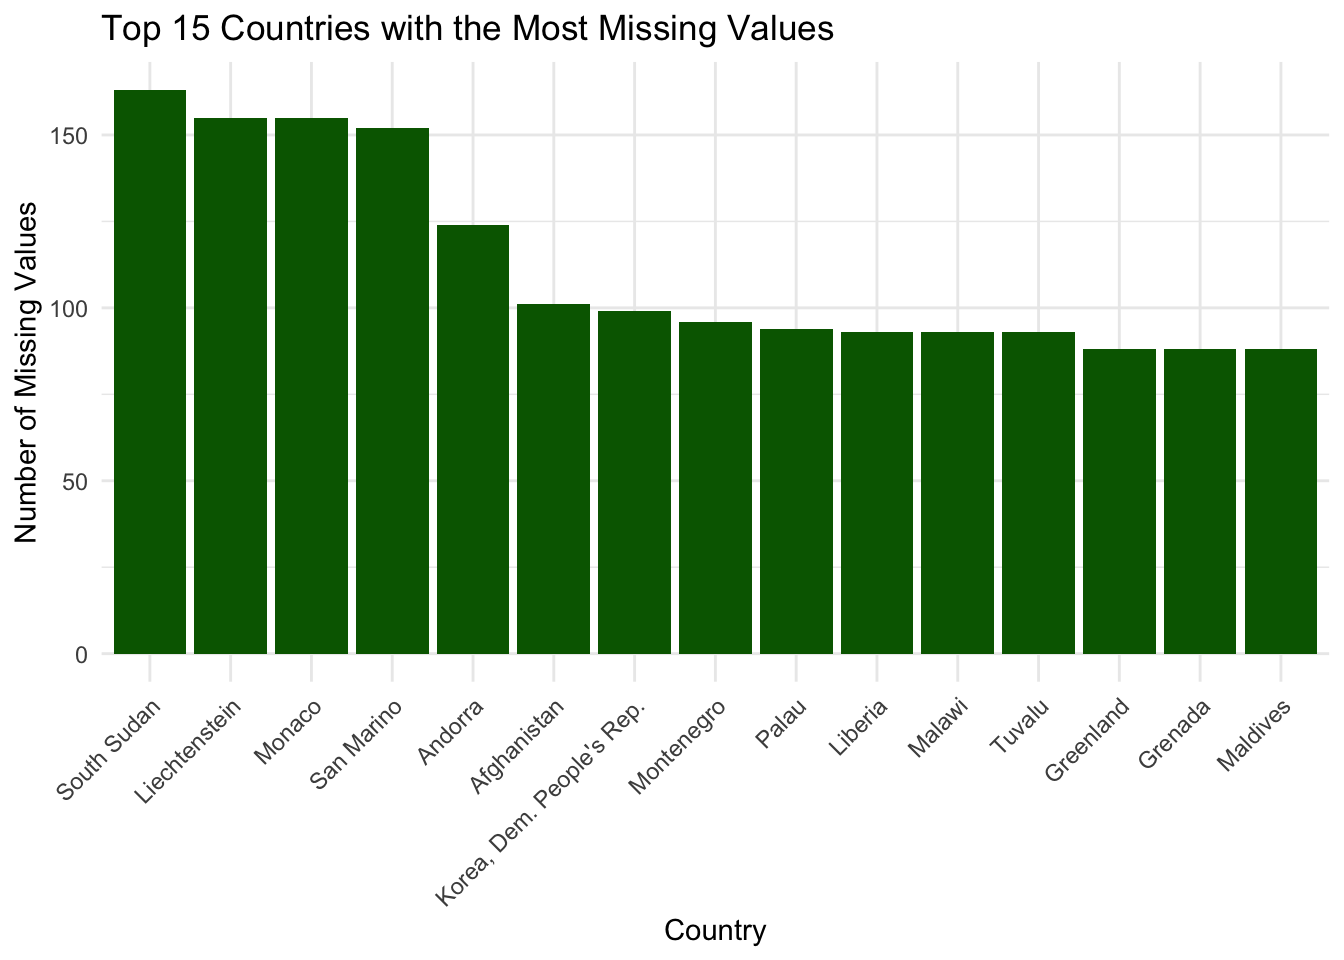 Top 15 Countries with the Most Missing Values
Number of Missing Values
150
100
50
0
South Sudan
Liechtenstein
Monaco
San Marino
Andorra
Afghanistan
Korea, Dem. People's Rep.
Montenegro
Palau
Liberia
Malawi
Tuvalu
Greenland
Grenada
Maldives
Country